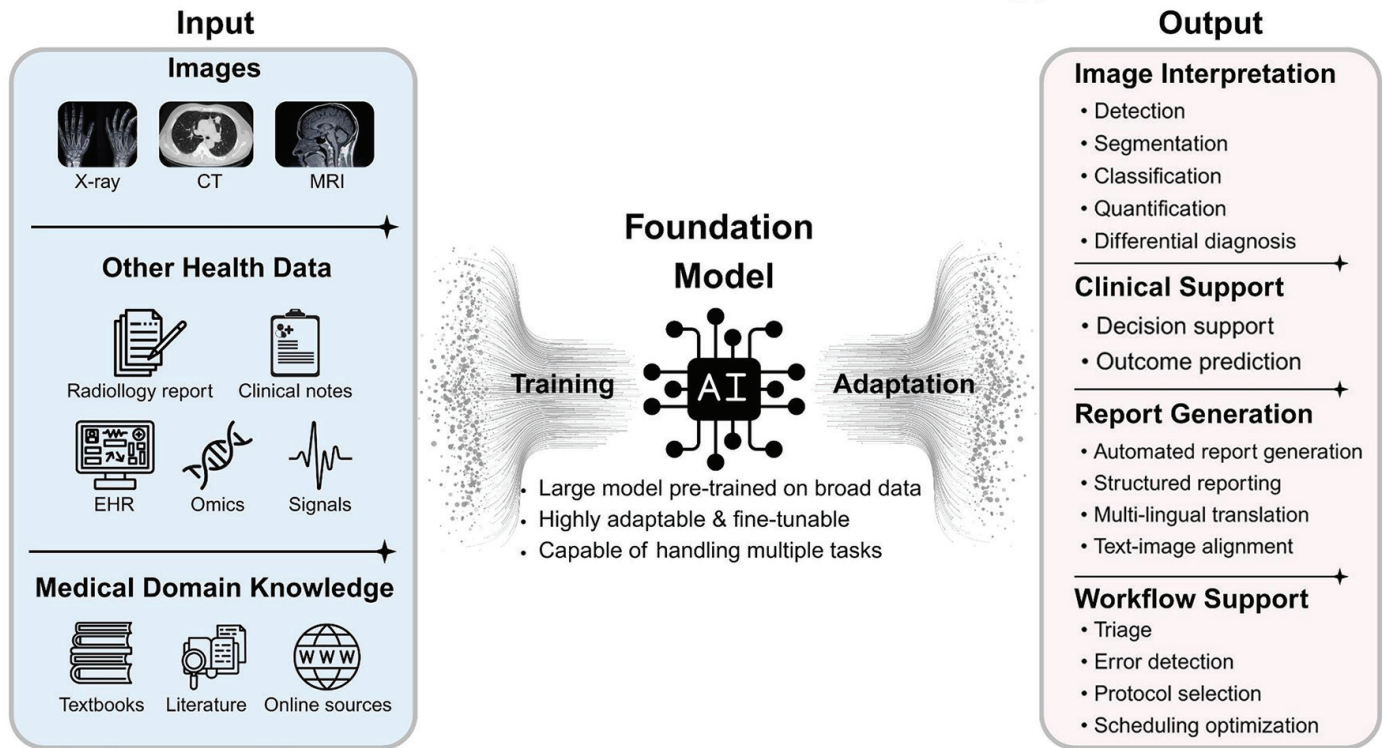 Input
Images
X-ray
CT
MRI
Other Health Data
Radiollogy report
Clinical notes
EHR
Omics
Signals
Medical Domain Knowledge
WWW
Textbooks
Literature
Online sources
Foundation
Model
Training
AI
Adaptation
• Large model pre-trained on broad data
• Highly adaptable & fine-tunable
• Capable of handling multiple tasks
Output
Image Interpretation
• Detection
• Segmentation
• Classification
• Quantification
• Differential diagnosis
Clinical Support
• Decision support
• Outcome prediction
Report Generation
• Automated report generation
• Structured reporting
• Multi-lingual translation
• Text-image alignment
Workflow Support
• Triage
• Error detection
• Protocol selection
• Scheduling optimization